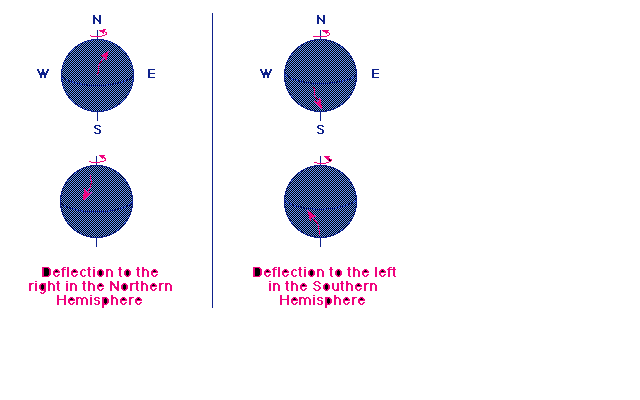 N
W
E
S
Deflection to the
right in the Northern
Hemisphere
N
W
E
S
Deflection to the left
in the Southern
Hemisphere